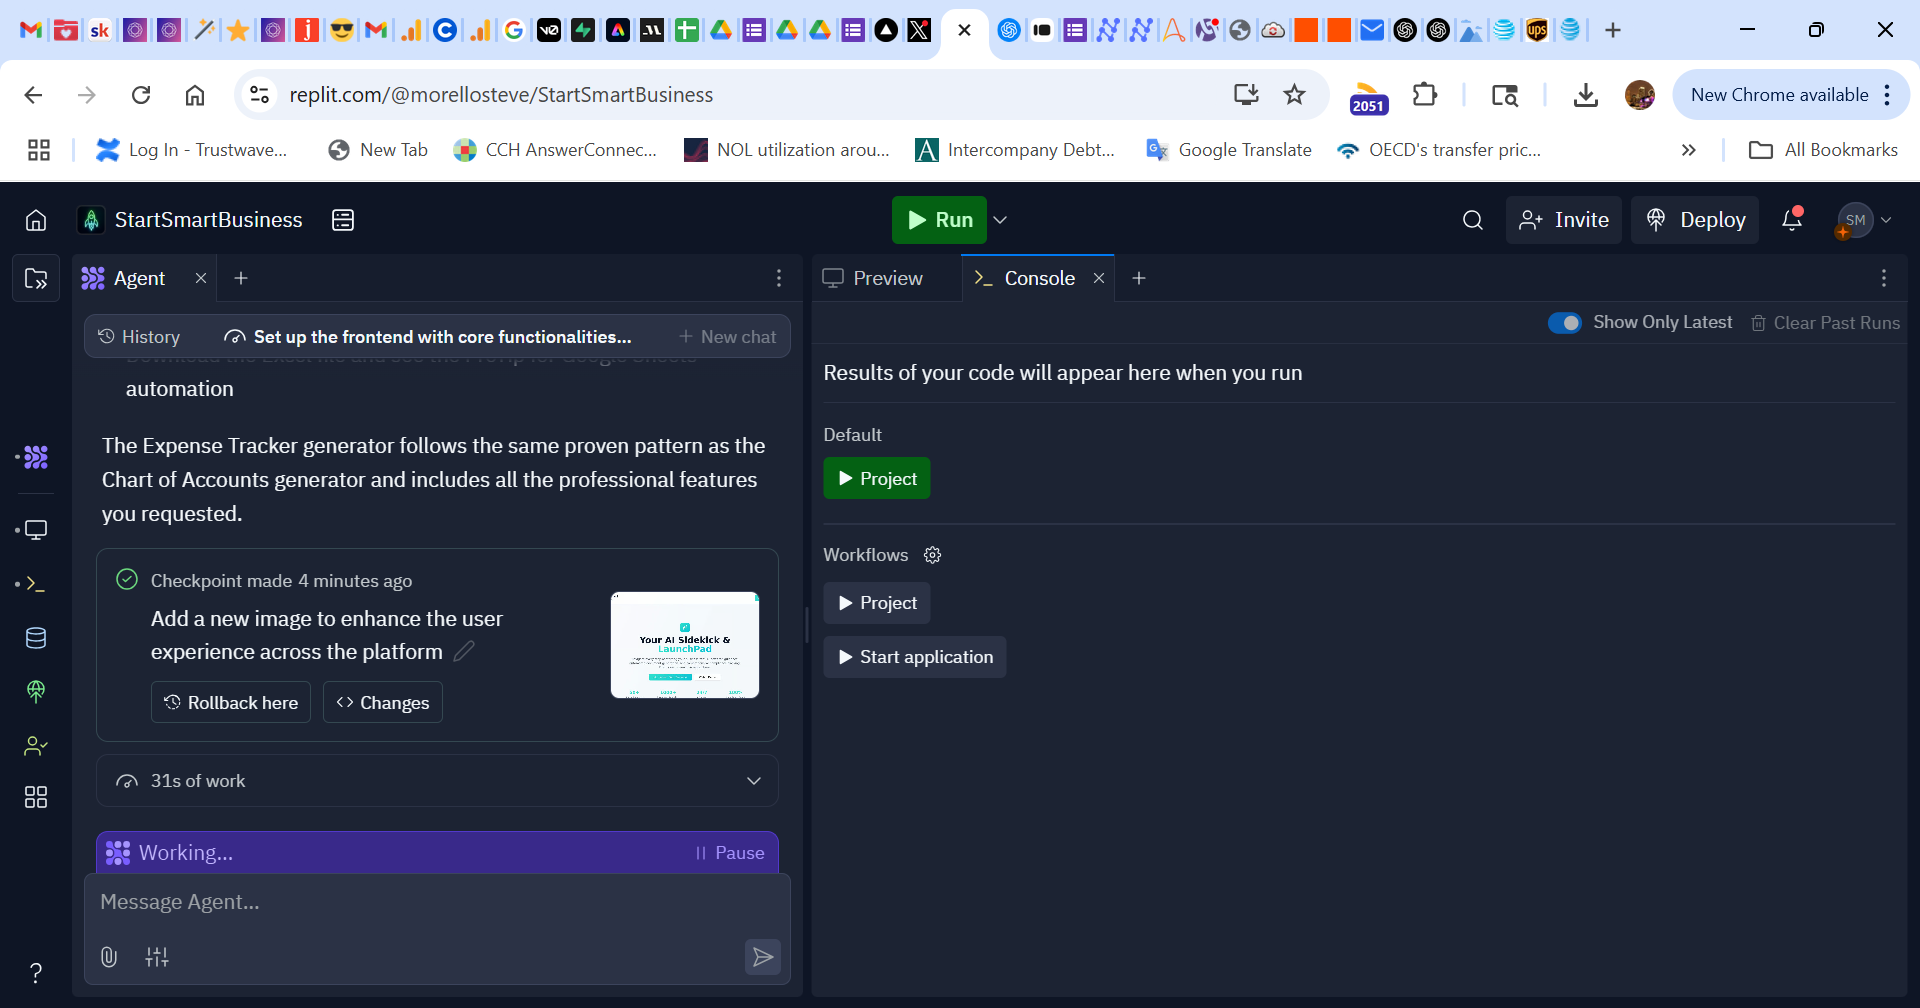 sk
j
vo
ups
replit.com/@morellosteve/StartSmartBusiness
2051
New Chrome available
Log In - Trustwave...
New Tab
CCH AnswerConnec...
NOL utilization arou...
Intercompany Debt...
Google Translate
OECD's transfer pric...
All Bookmarks
StartSmartBusiness
Run
Invite
Deploy
SM
Agent
Preview
Console
History
Set up the frontend with core functionalities...
New chat
Show Only Latest
Clear Past Runs
automation
Results of your code will appear here when you run
Default
Project
The Expense Tracker generator follows the same proven pattern as the
Chart of Accounts generator and includes all the professional features
you requested.
Workflows
Project
Start application
Checkpoint made 4 minutes ago
Add a new image to enhance the user
experience across the platform
Rollback here
Changes
Your AI Sidekick &
LaunchPad
31s of work
Working...
Pause
Message Agent...